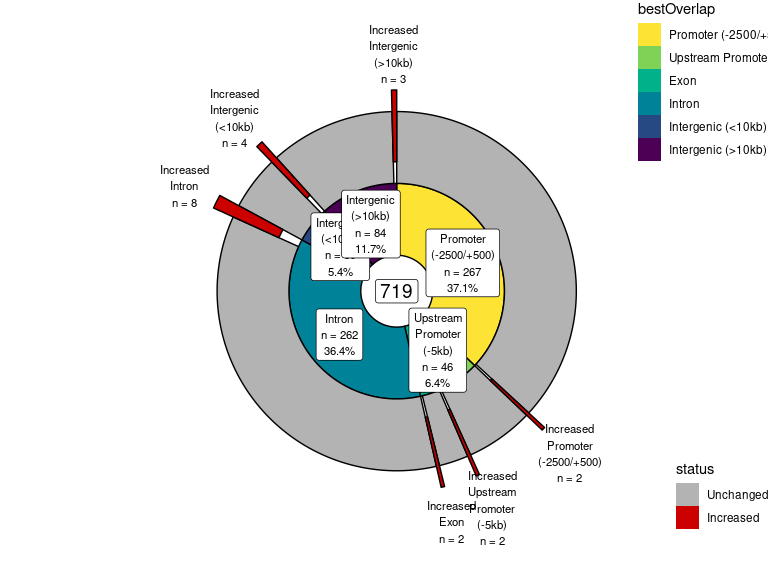 Increased
Intergenic
(>10kb)
n = 3
Increased
Intergenic
(<10kb)
n = 4
Increased
Intron
n = 8
Intergenic
(>10kb)
n = 84
11.7%
5.4%
Promoter
(-2500/+500)
n = 267
37.1%
719
Intron
n = 262
36.4%
Upstream
Promoter
(-5kb)
n = 46
6.4%
Increased
Promoter
(-2500/+500)
n = 2
Increased
Upstream
Promoter
(-5kb)
n = 2
Increased
Exon
n = 2
bestOverlap
Promoter (-2500/+5
Upstream Promote
Exon
Intron
Intergenic (<10kb)
Intergenic (>10kb)
status
Unchanged
Increased